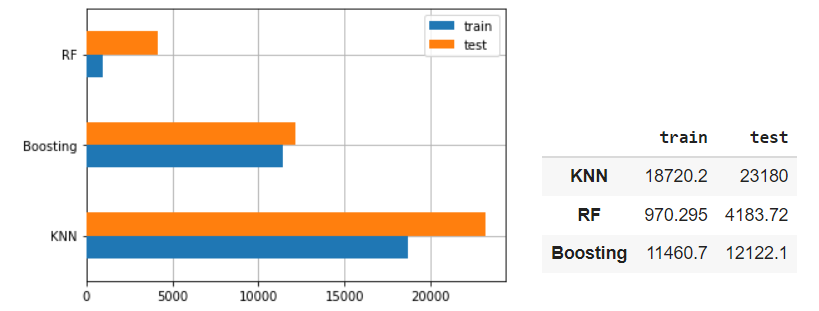 train
test
RF
Boosting
KNN
0 5000 10000 15000 20000
train test
KNN 18720.2 23180
RF 970.295 4183.72
Boosting 11460.7 12122.1